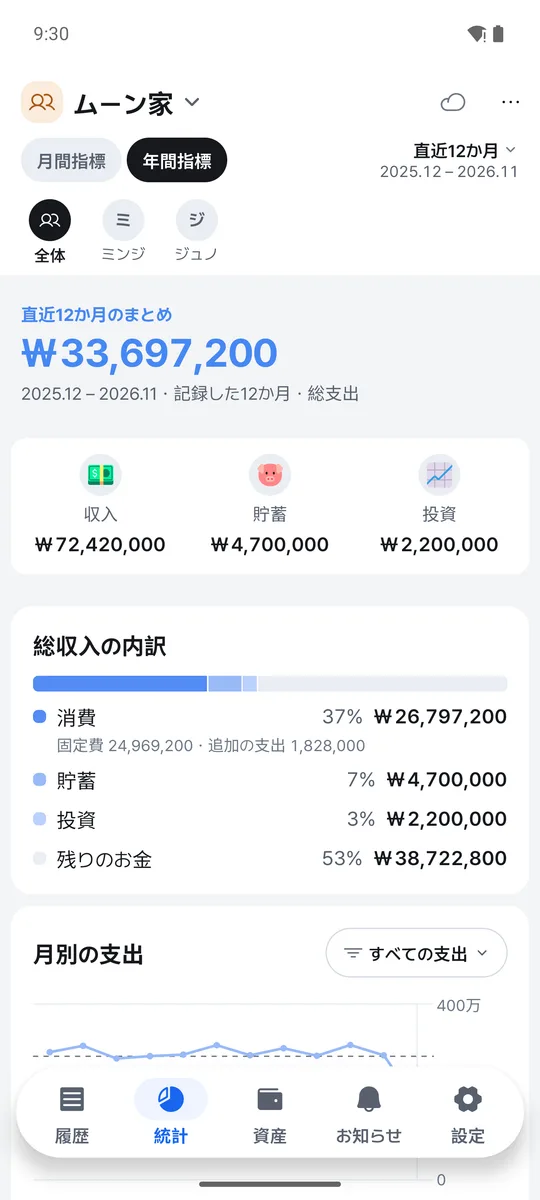 9:30
ムーン家
月間指標
年間指標
直近12か月
2025.12 – 2026.11
ミ
ジ
全体
ミンジ
ジュノ
直近12か月のまとめ
₩33,697,200
2025.12 – 2026.11 · 記録した12か月 · 総支出
収入
貯蓄
投資
₩72,420,000
₩4,700,000
₩2,200,000
総収入の内訳
消費 37% ₩26,797,200
固定費 24,969,200 · 追加の支出 1,828,000
貯蓄 7% ₩4,700,000
投資 3% ₩2,200,000
残りのお金 53% ₩38,722,800
月別の支出
すべての支出
400万
履歴
統計
資産
お知らせ
設定
0